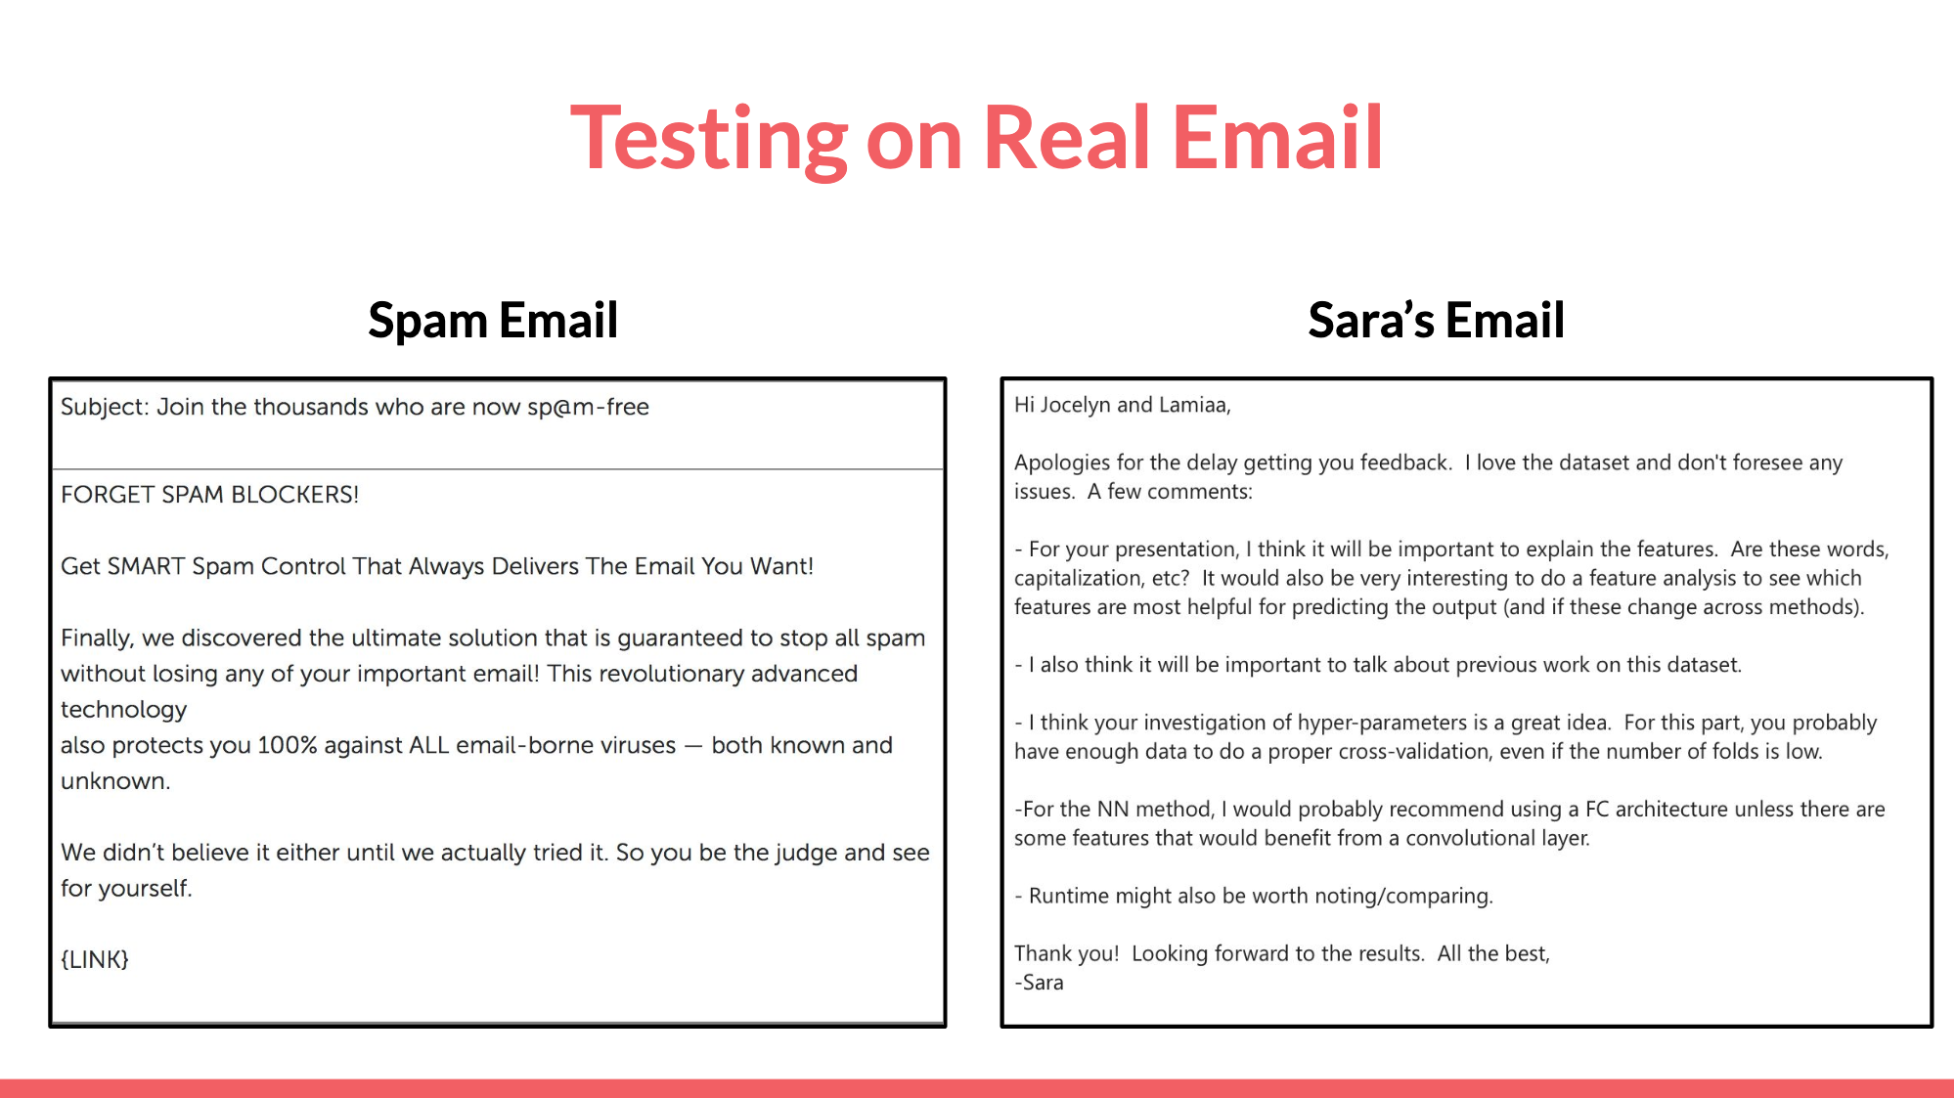 Testing on Real Email
Spam Email
Subject: Join the thousands who are now sp@m-free
FORGET SPAM BLOCKERS!
Get SMART Spam Control That Always Delivers The Email You Want!
Finally, we discovered the ultimate solution that is guaranteed to stop all spam
without losing any of your important email! This revolutionary advanced
technology
also protects you 100% against ALL email-borne viruses — both known and
unknown.
We didn’t believe it either until we actually tried it. So you be the judge and see
for yourself.
{LINK}
Sara’s Email
Hi Jocelyn and Lamiaa,
Apologies for the delay getting you feedback.  I love the dataset and don't foresee any
issues.  A few comments:
- For your presentation, I think it will be important to explain the features.  Are these words,
capitalization, etc?  It would also be very interesting to do a feature analysis to see which
features are most helpful for predicting the output (and if these change across methods).
- I also think it will be important to talk about previous work on this dataset.
- I think your investigation of hyper-parameters is a great idea.  For this part, you probably
have enough data to do a proper cross-validation, even if the number of folds is low.
-For the NN method, I would probably recommend using a FC architecture unless there are
some features that would benefit from a convolutional layer.
- Runtime might also be worth noting/comparing.
Thank you!  Looking forward to the results.  All the best,
-Sara